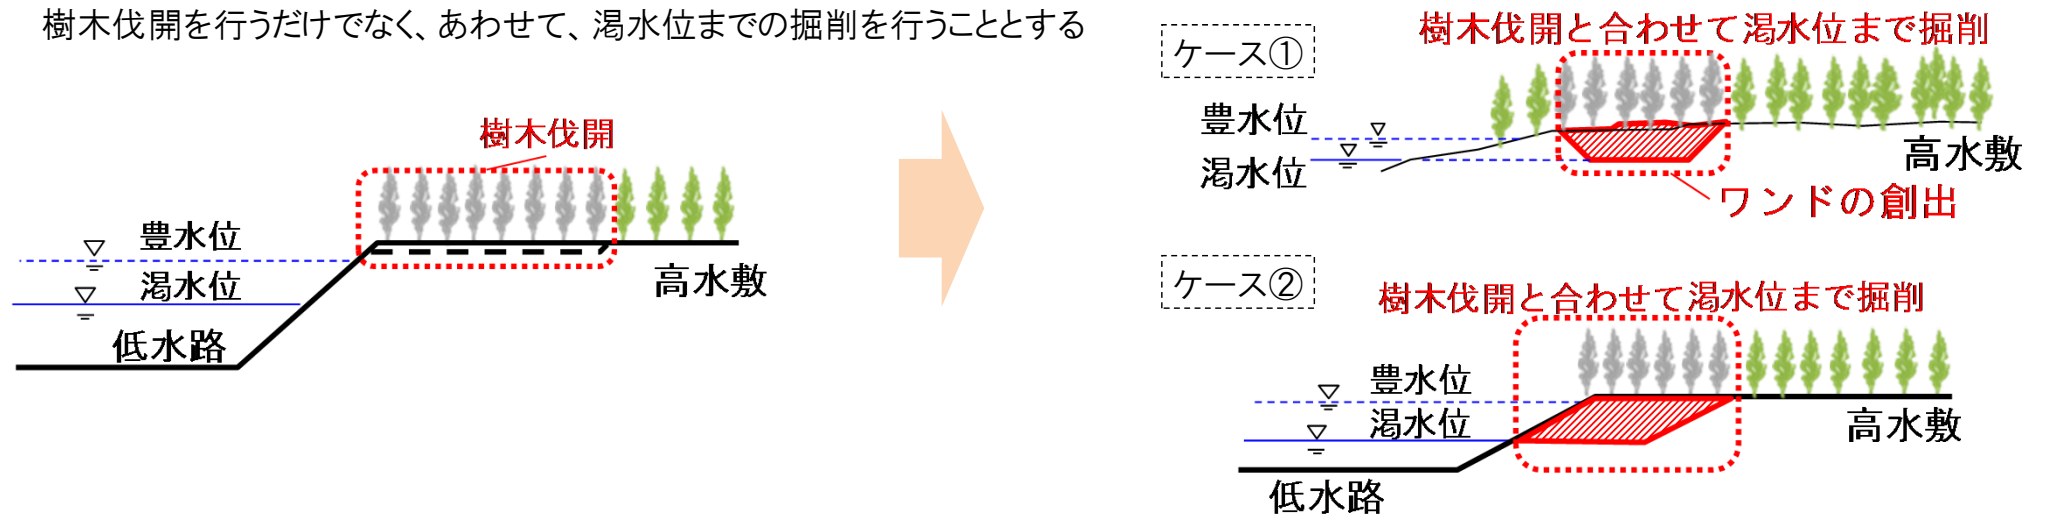 樹木伐開を行うだけでなく、あわせて、渇水位までの掘削を行うこととする
樹木伐開
豊水位
渇水位
低水路
高水敷
ケース①
樹木伐開と合わせて渇水位まで掘削
豊水位
渇水位
高水敷
ワンドの創出
ケース②
樹木伐開と合わせて渇水位まで掘削
豊水位
渇水位
高水敷
低水路